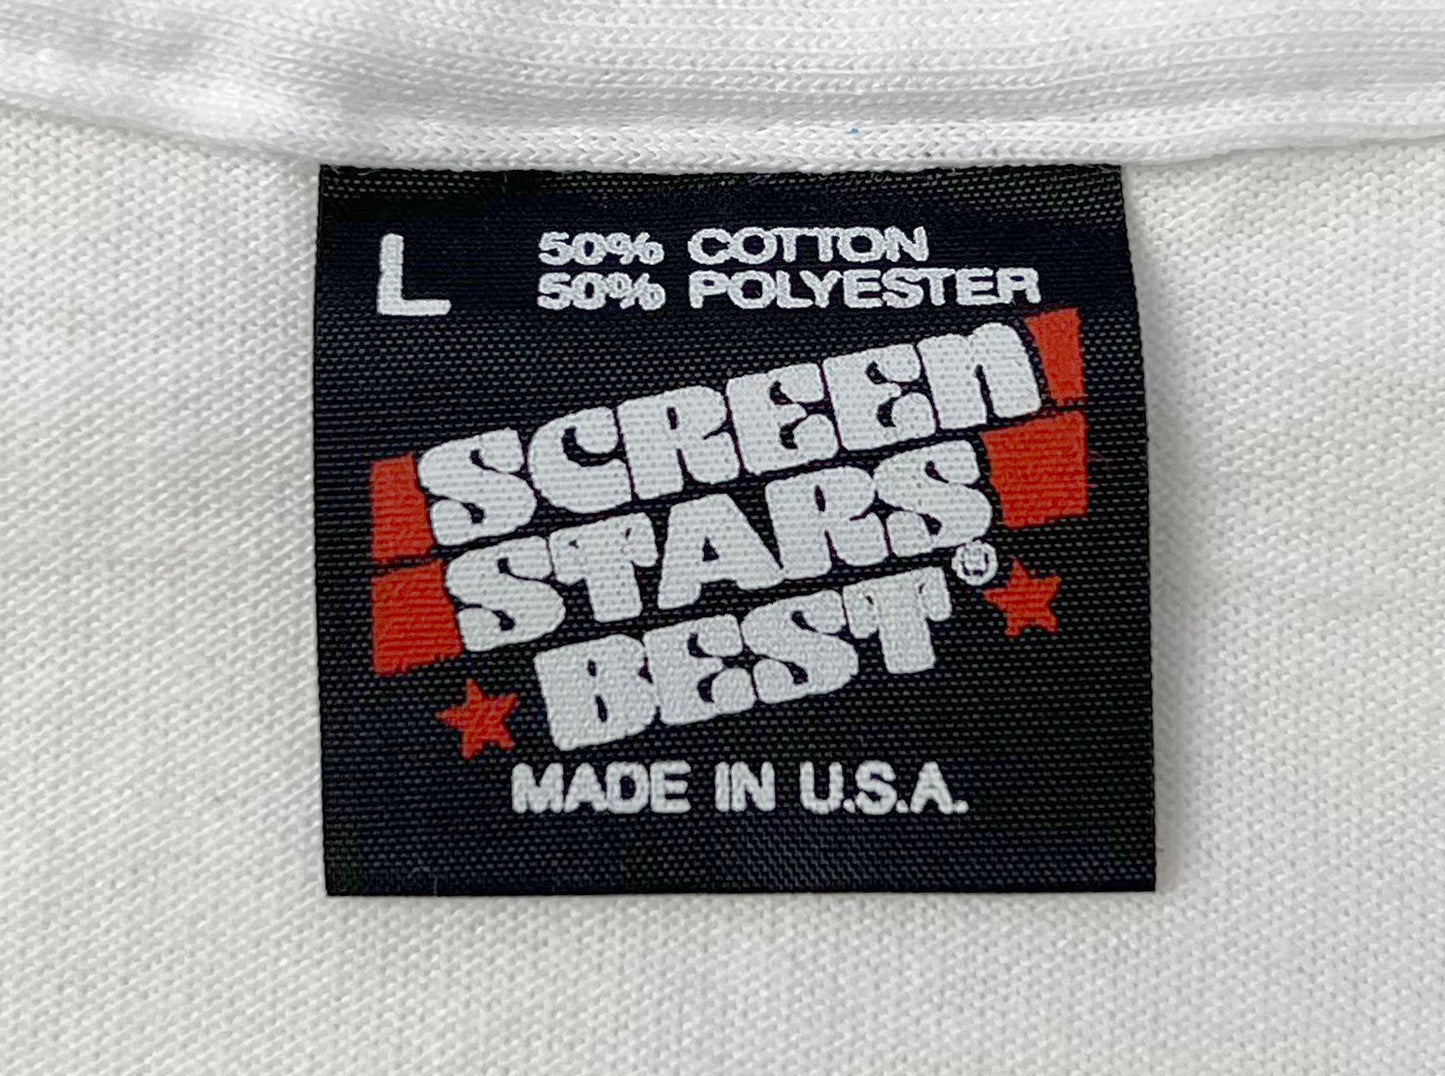 L
50% COTTON
50% POLYESTER
SCREEN
STARS
BEST®
MADE IN U.S.A.